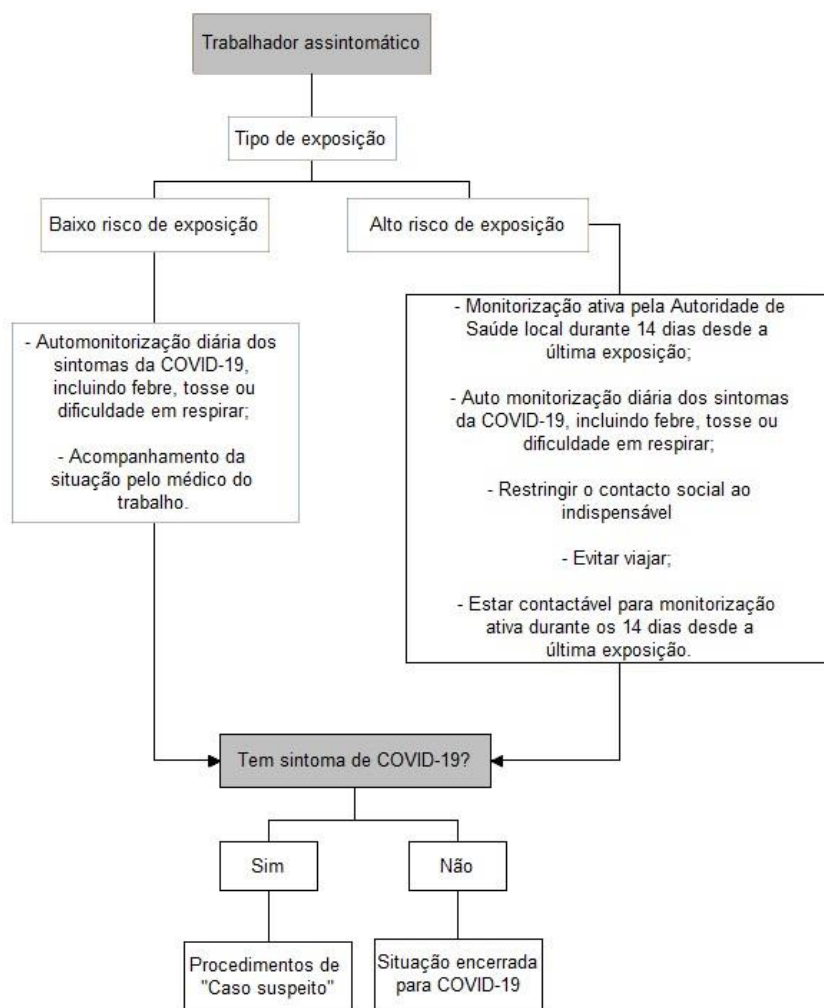 Trabalhador assintomático
Tipo de exposição
Baixo risco de exposição
Alto risco de exposição
- Automonitorização diária dos
sintomas da COVID-19,
incluindo febre, tosse ou
dificuldade em respirar;
- Acompanhamento da
situação pelo médico do
trabalho.
- Monitorização ativa pela Autoridade de
Saúde local durante 14 dias desde a
última exposição;
- Auto monitorização diária dos sintomas
da COVID-19, incluindo febre, tosse ou
dificuldade em respirar;
- Restringir o contacto social ao
indispensável
- Evitar viajar;
- Estar contactável para monitorização
ativa durante os 14 dias desde a
última exposição.
Tem sintoma de COVID-19?
Sim
Não
Procedimentos de
"Caso suspeito"
Situação encerrada
para COVID-19